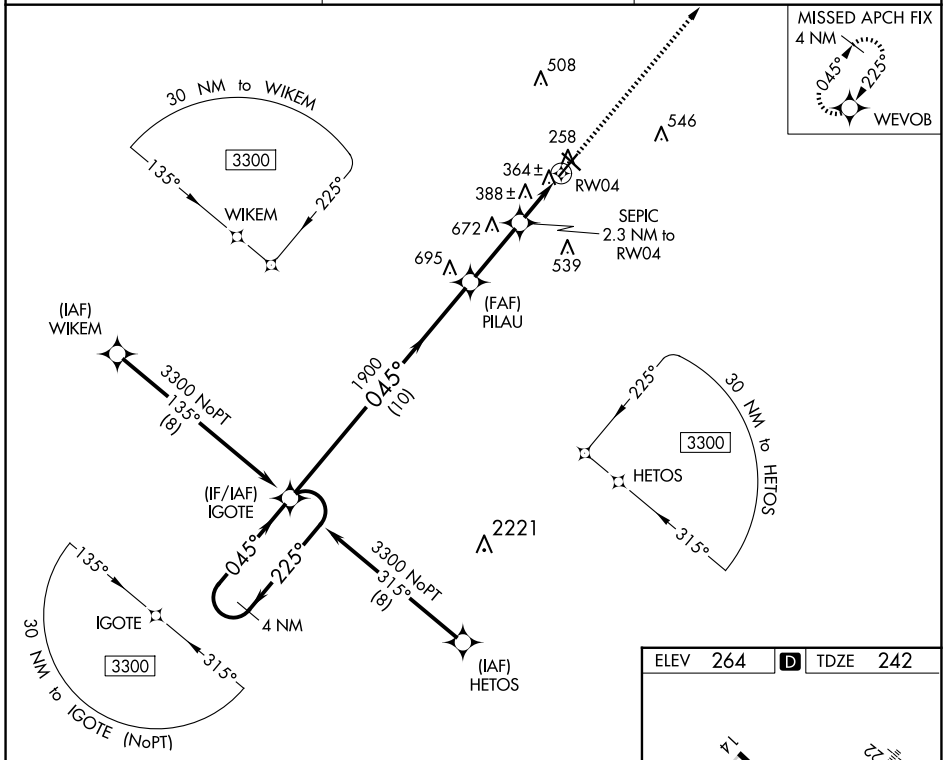 MISSED APCH FIX
4 NM
045°
225°
WEVOB
508
546
258
364±
RW04
388±
SEPIC
2.3 NM to
RW04
672
539
695
(FAF)
PILAU
30 NM to WIKEM
3300
135°
225°
WIKEM
(IAF)
WIKEM
3300 NoPT
135°
(8)
1900
045°
(10)
225°
30 NM to HETOS
3300
HETOS
315°
(IF/IAF)
IGOTE
045°
225°
4 NM
2221
3300 NoPT
315°
(8)
(IAF)
HETOS
135°
IGOTE
3300
315°
30 NM to IGOTE (NoPT)
ELEV 264 D TDZE 242
14
22